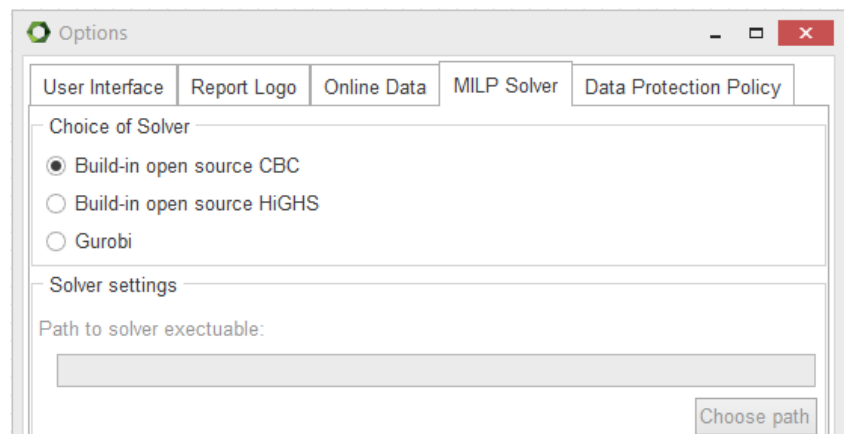 Options
User Interface Report Logo Online Data MILP Solver Data Protection Policy
Choice of Solver
Build-in open source CBC
Build-in open source HiGHS
Gurobi
Solver settings
Path to solver exectuable:
Choose path